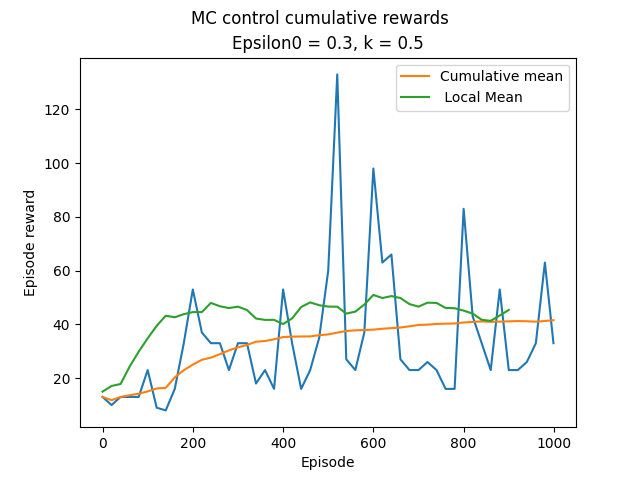 MC control cumulative rewards
Epsilon0 = 0.3, k = 0.5
Cumulative mean
Local Mean
Episode reward
120
100
80
60
40
20
0
200
400
600
800
1000
Episode